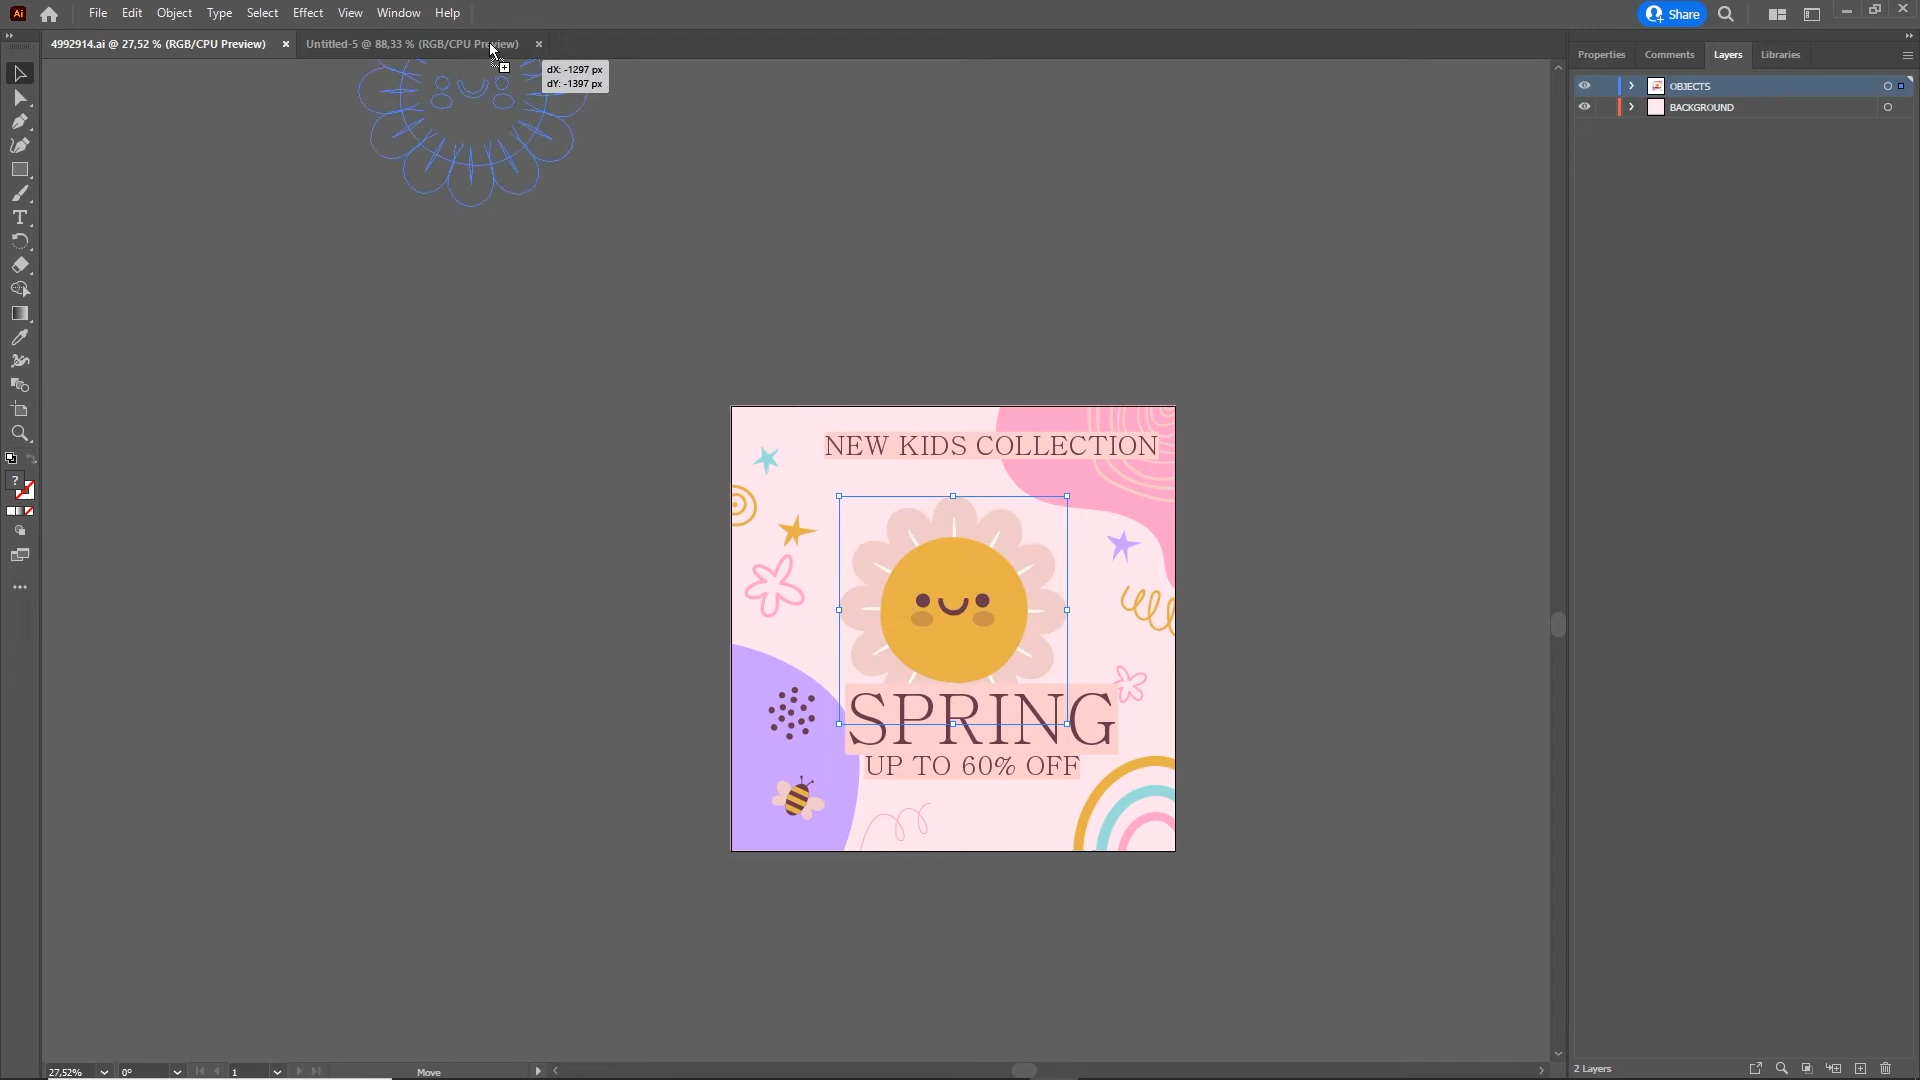 Ai File Edit Object Type Select Effect View Window Help Share
4992914.ai @ 27,52 % (RGB/CPU Preview) × Untitled-5 @ 88,33 % (RGB/CPU Preview) ×
dX: -1297 px
dY: -1397 px
Properties Comments Layers Libraries
OBJECTS
BACKGROUND
NEW KIDS COLLECTION
SPRING
UP TO 60% OFF
27,52% 0° 1 Move
2 Layers